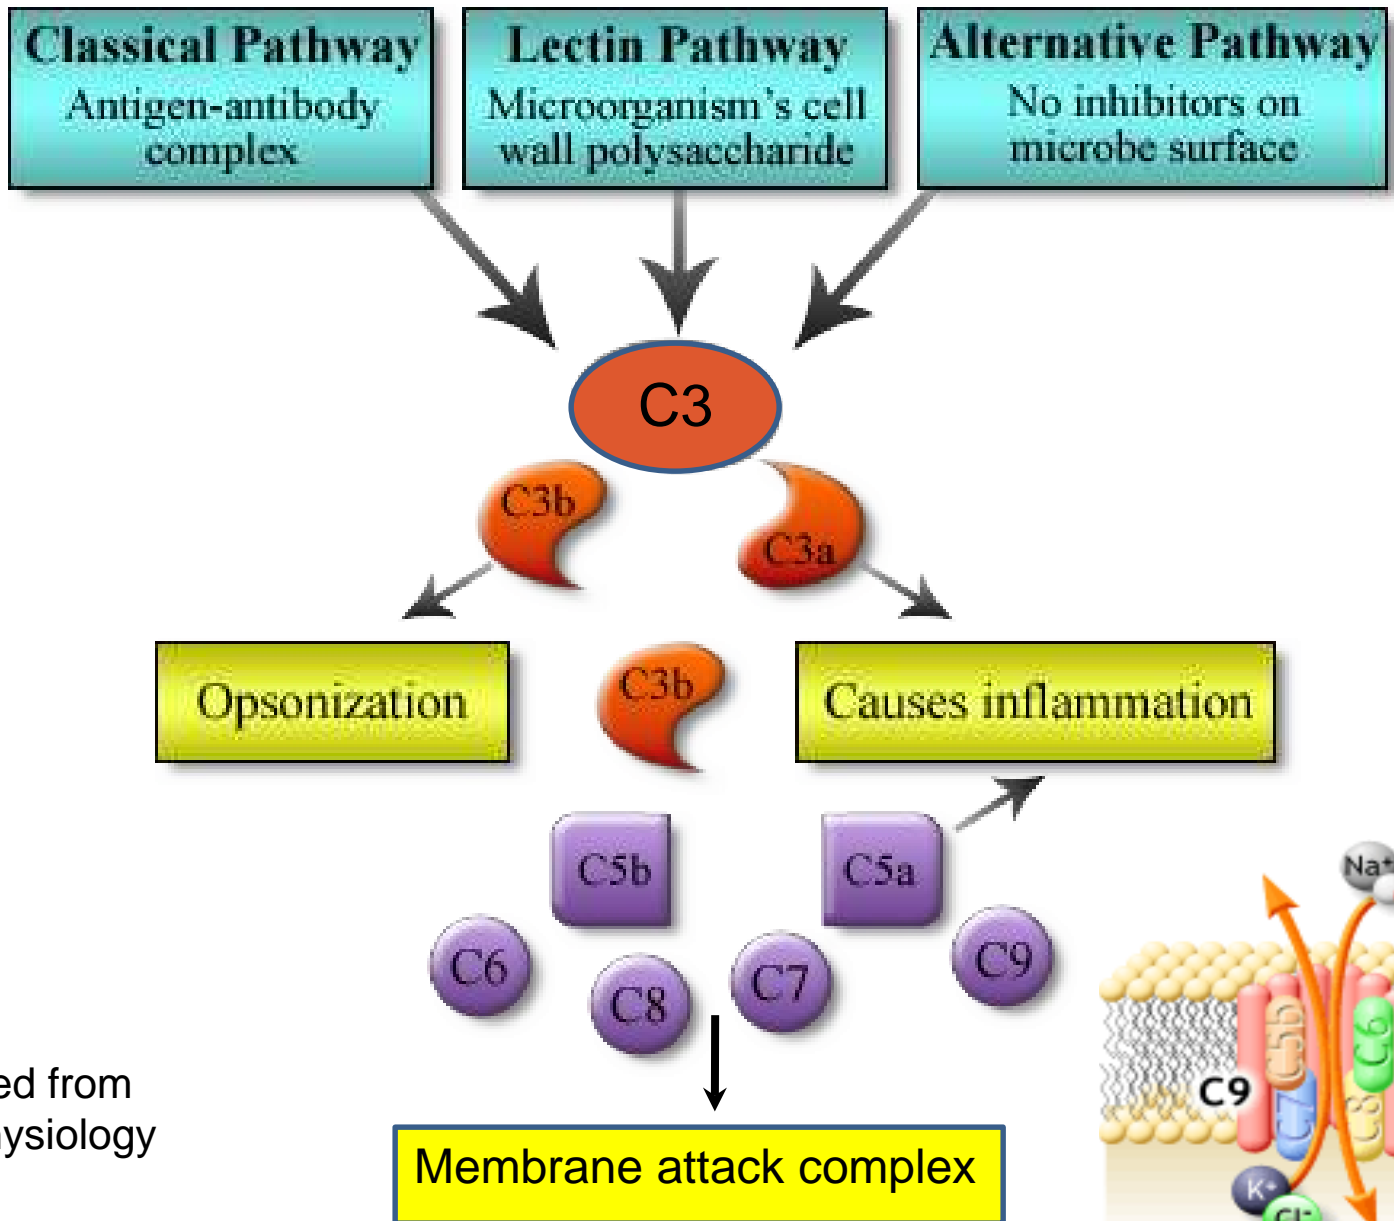 Classical Pathway
Antigen-antibody
complex
Lectin Pathway
Microorganism's cell
wall polysaccharide
Alternative Pathway
No inhibitors on
microbe surface
C3
C3b
C3a
Opsonization
C3b
Causes inflammation
C5b
C5a
C6
C8
C7
C9
Na+
C5b
C6
C9
C7
C8
K+
Cl-
ed from
hysiology
Membrane attack complex